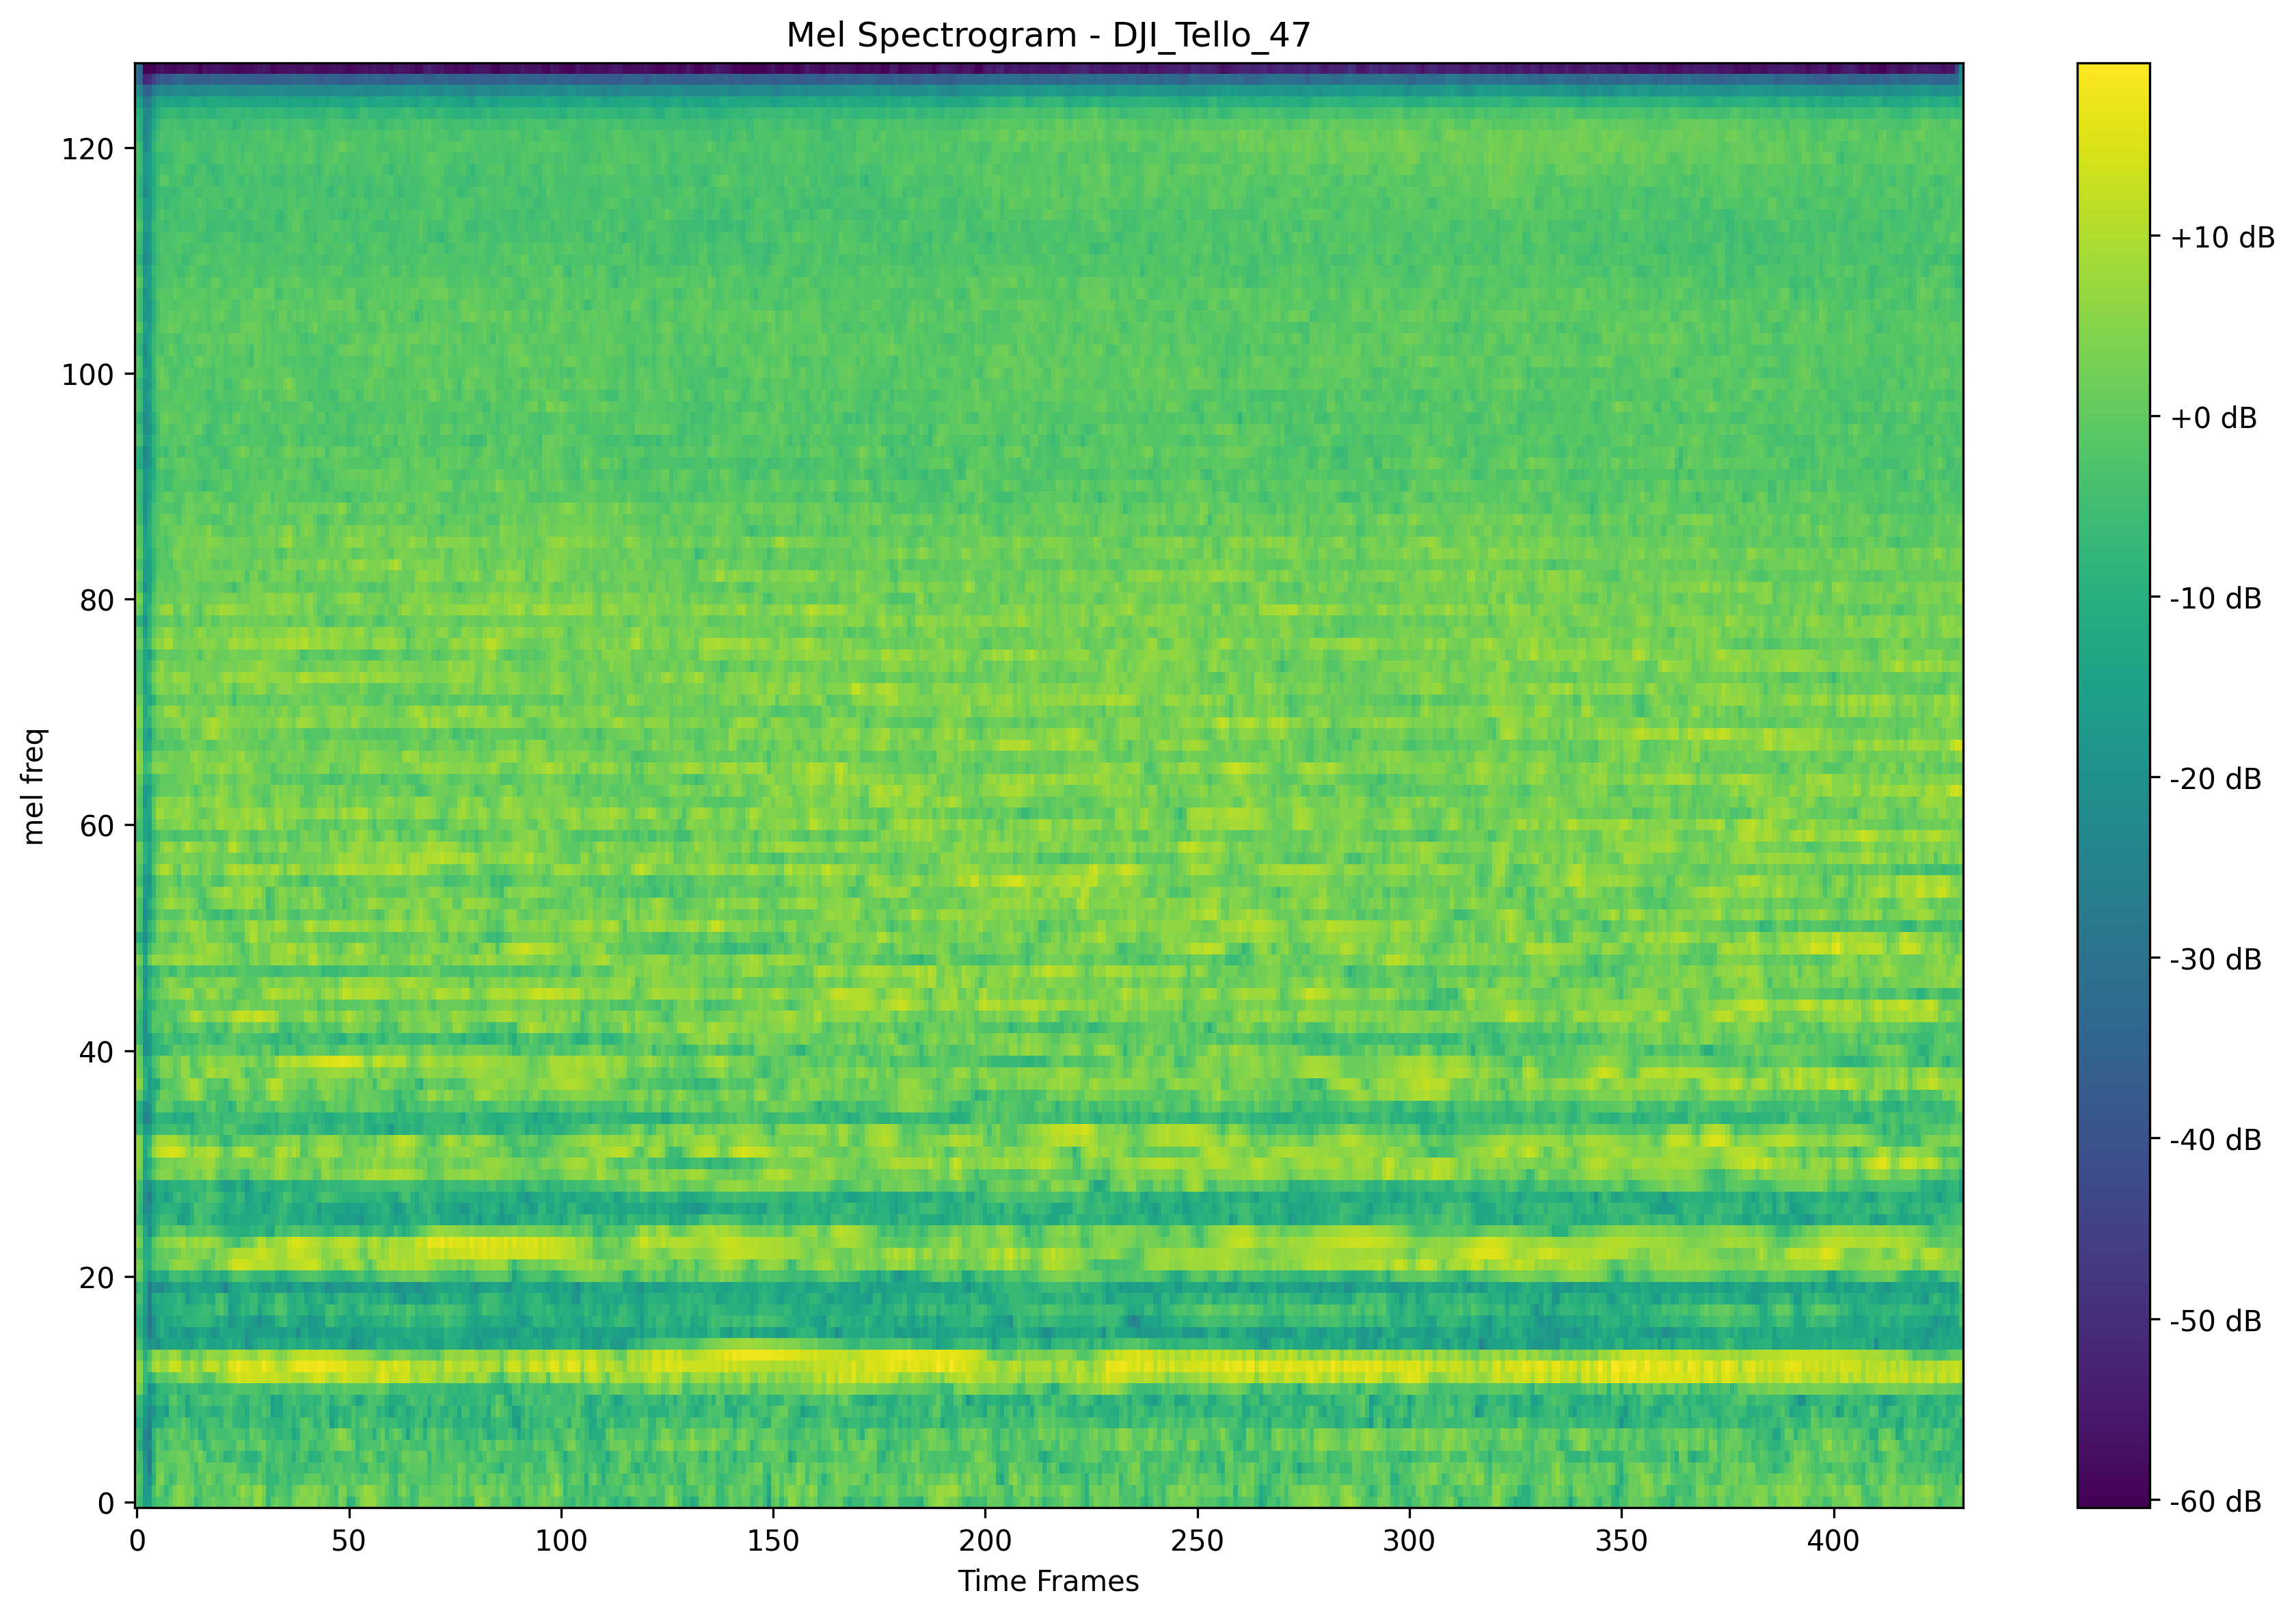 Mel Spectrogram - DJI_Tello_47
mel freq
120
100
80
60
40
20
0
0 50 100 150 200 250 300 350 400
Time Frames
+10 dB
+0 dB
-10 dB
-20 dB
-30 dB
-40 dB
-50 dB
-60 dB